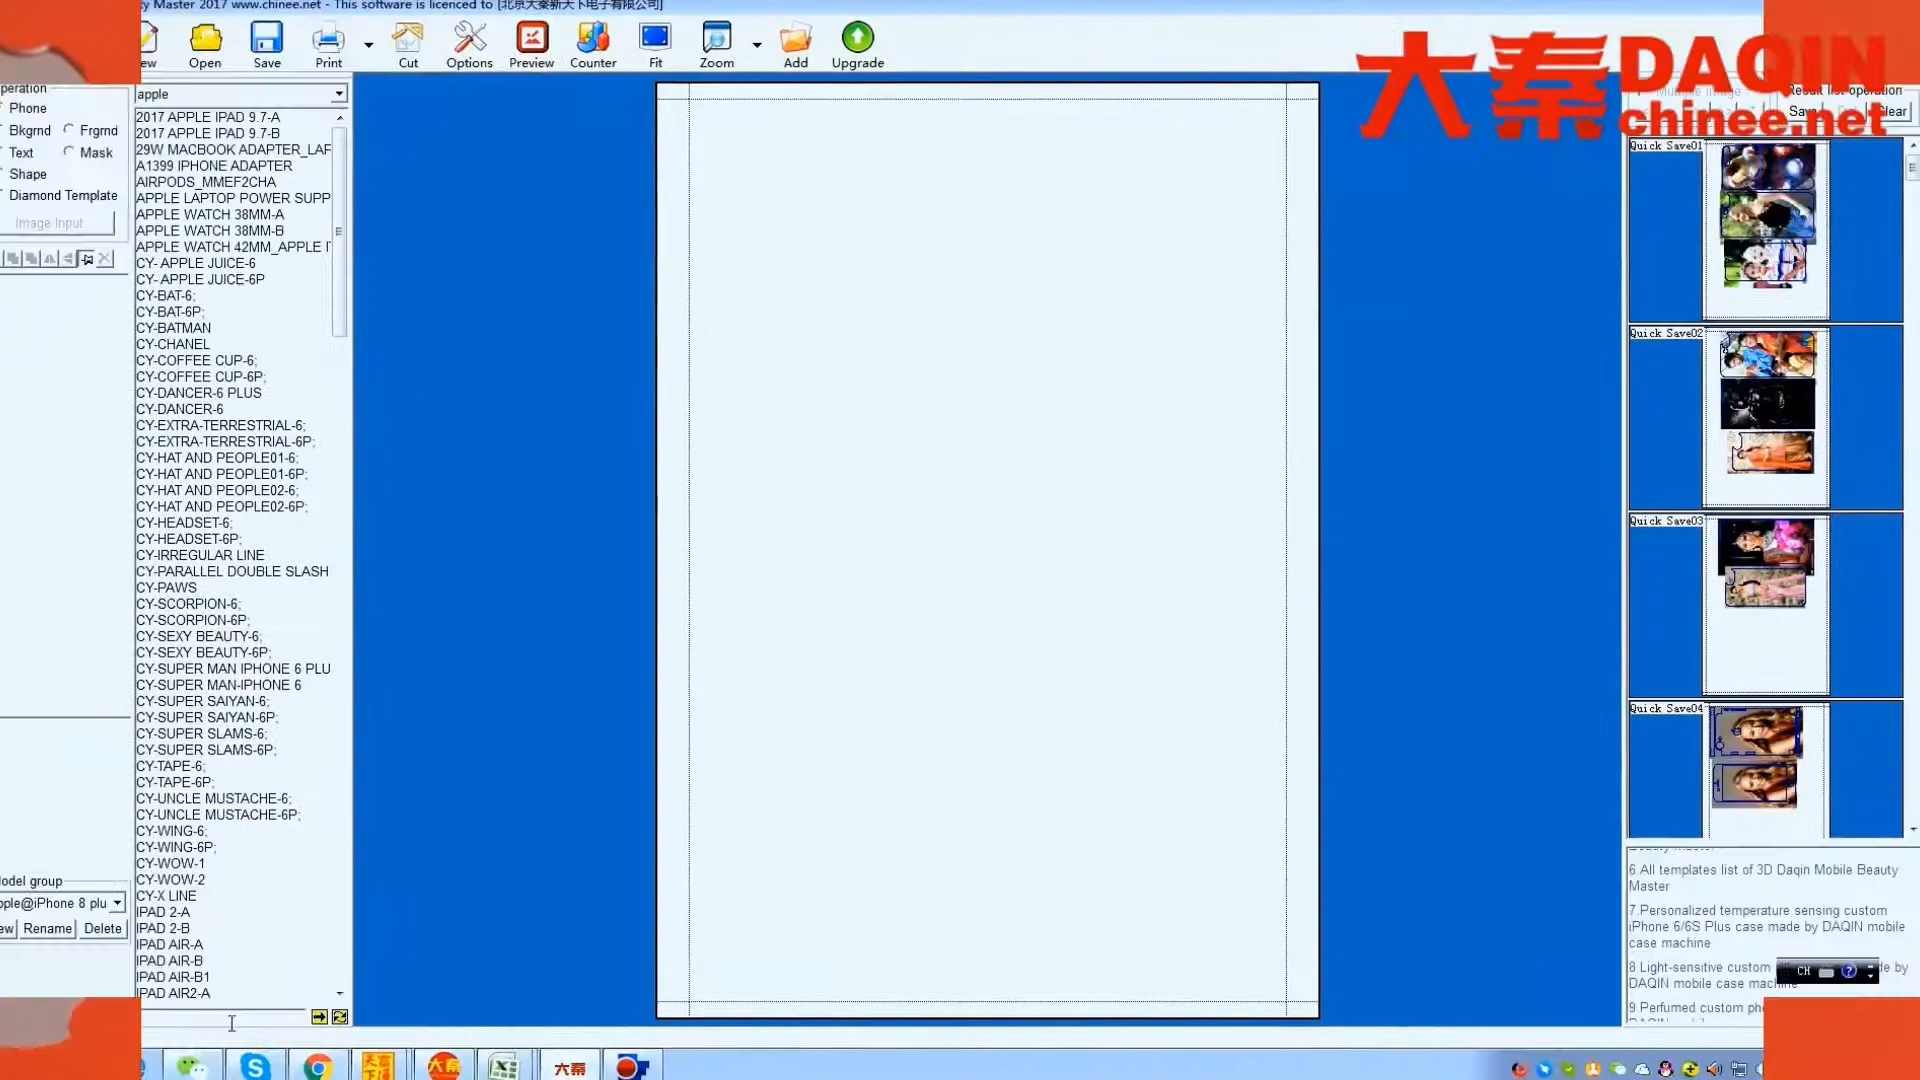 ty Master 2017 www.chinee.net - This software is licenced to [北京大秦新天下电子有限公司]
ew
Open
Save
Print
Cut
Options
Preview
Counter
Fit
Zoom
Add
Upgrade
大秦 DAQIN
chinee.net
peration
Phone
Bkgrnd
Frgrnd
Text
Mask
Shape
Diamond Template
Image Input
apple
2017 APPLE IPAD 9.7-A
2017 APPLE IPAD 9.7-B
29W MACBOOK ADAPTER_LAF
A1399 IPHONE ADAPTER
AIRPODS_MMEF2CHA
APPLE LAPTOP POWER SUPP
APPLE WATCH 38MM-A
APPLE WATCH 38MM-B
APPLE WATCH 42MM_APPLE I
CY- APPLE JUICE-6
CY- APPLE JUICE-6P
CY-BAT-6;
CY-BAT-6P;
CY-BATMAN
CY-CHANEL
CY-COFFEE CUP-6;
CY-COFFEE CUP-6P;
CY-DANCER-6 PLUS
CY-DANCER-6
CY-EXTRA-TERRESTRIAL-6;
CY-EXTRA-TERRESTRIAL-6P;
CY-HAT AND PEOPLE01-6;
CY-HAT AND PEOPLE01-6P;
CY-HAT AND PEOPLE02-6;
CY-HAT AND PEOPLE02-6P;
CY-HEADSET-6;
CY-HEADSET-6P;
CY-IRREGULAR LINE
CY-PARALLEL DOUBLE SLASH
CY-PAWS
CY-SCORPION-6;
CY-SCORPION-6P;
CY-SEXY BEAUTY-6;
CY-SEXY BEAUTY-6P;
CY-SUPER MAN IPHONE 6 PLU
CY-SUPER MAN-IPHONE 6
CY-SUPER SAIYAN-6;
CY-SUPER SAIYAN-6P;
CY-SUPER SLAMS-6;
CY-SUPER SLAMS-6P;
CY-TAPE-6;
CY-TAPE-6P;
CY-UNCLE MUSTACHE-6;
CY-UNCLE MUSTACHE-6P;
CY-WING-6;
CY-WING-6P;
CY-WOW-1
CY-WOW-2
CY-X LINE
IPAD 2-A
IPAD 2-B
IPAD AIR-A
IPAD AIR-B
IPAD AIR-B1
IPAD AIR2-A
odel group
pple@iPhone 8 plu
ew
Rename
Delete
Multiple image
Result list operation
Save
Clear
Quick Save01
Quick Save02
Quick Save03
Quick Save04
6.All templates list of 3D Daqin Mobile Beauty
Master
7.Personalized temperature sensing custom
iPhone 6/6S Plus case made by DAQIN mobile
case machine
8 Light-sensitive custom de by
DAQIN mobile case machine
9 Perfumed custom ph
CH
大秦
大秦